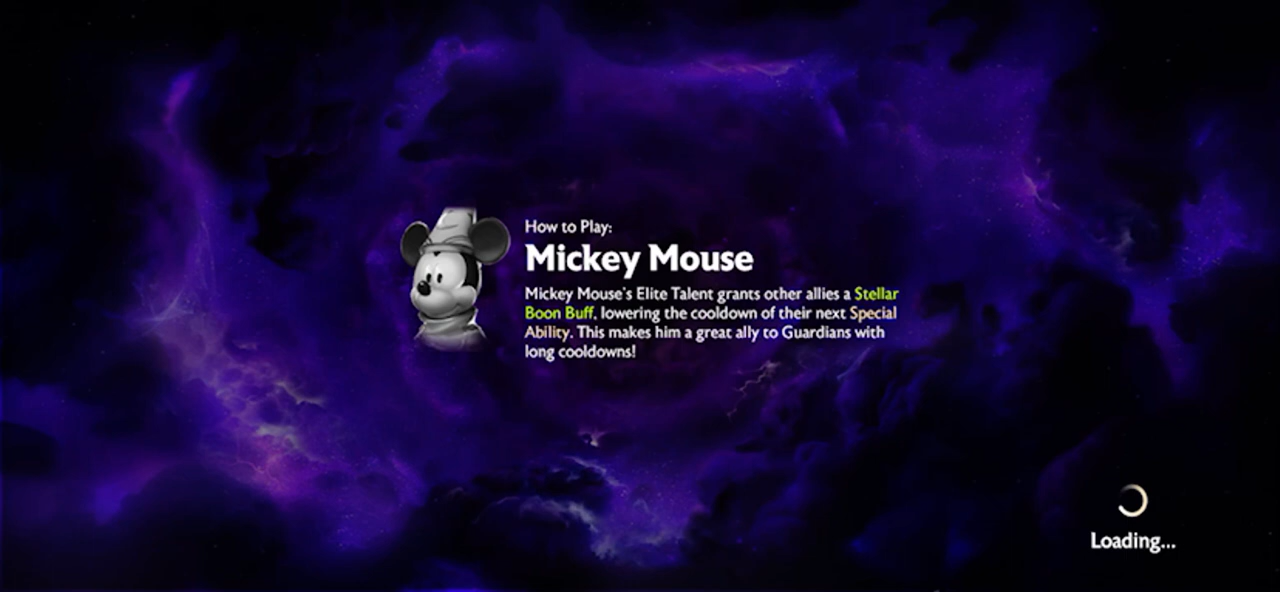 How to Play:
Mickey Mouse
Mickey Mouse's Elite Talent grants other allies a Stellar
Boon Buff, lowering the cooldown of their next Special
Ability. This makes him a great ally to Guardians with
long cooldowns!
Loading...